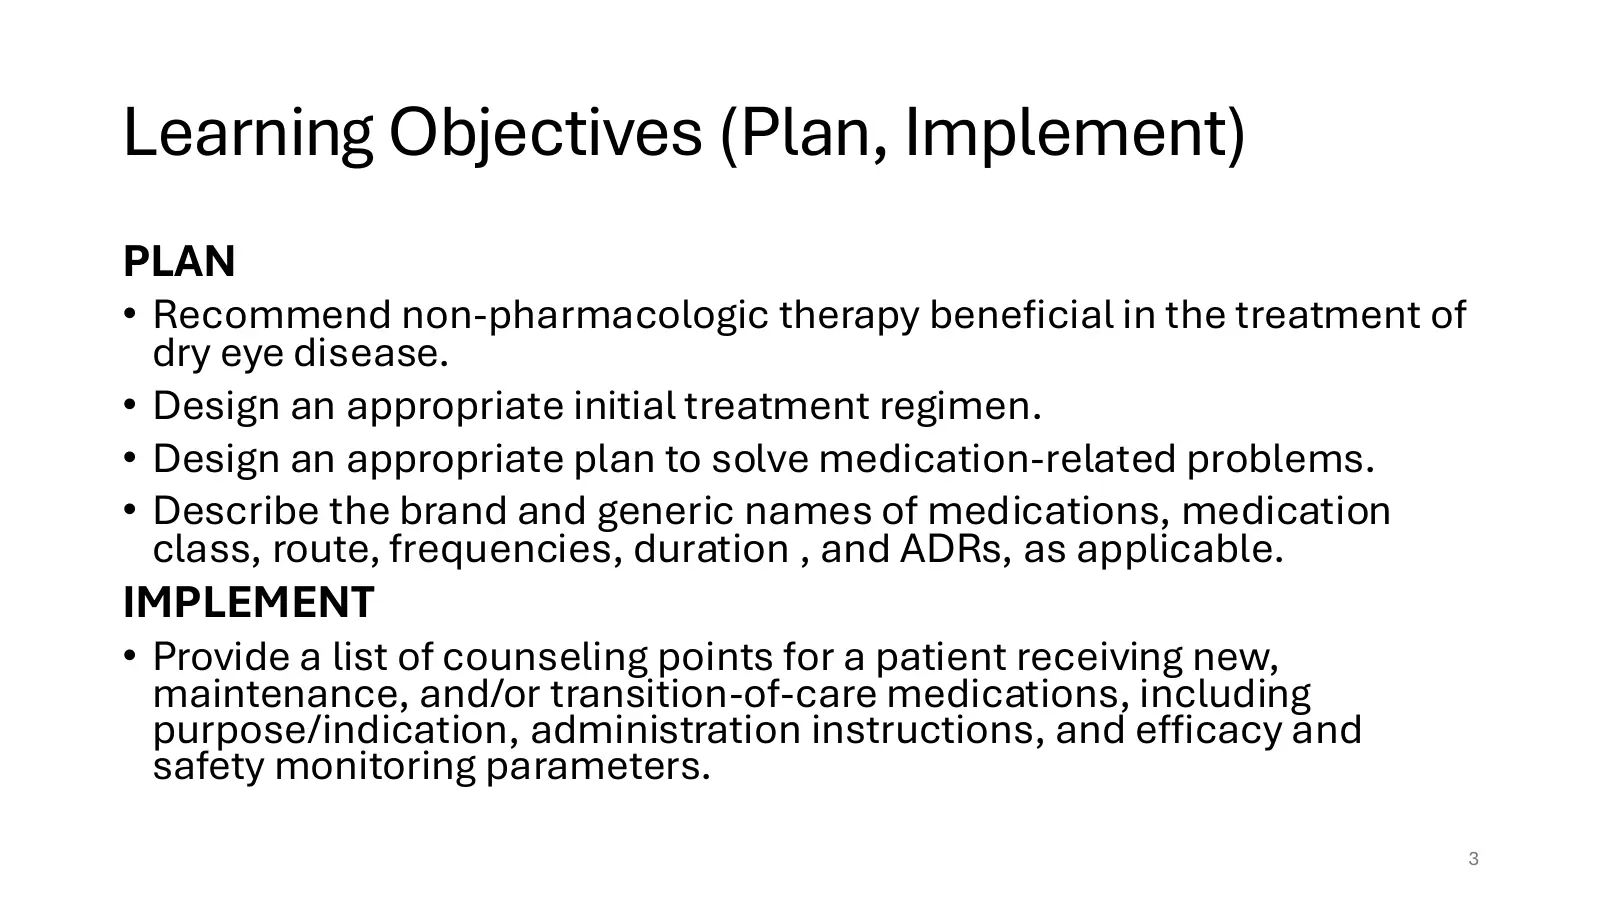 Learning Objectives (Plan, Implement)
PLAN
• Recommend non-pharmacologic therapy beneficial in the treatment of
dry eye disease.
• Design an appropriate initial treatment regimen.
• Design an appropriate plan to solve medication-related problems.
• Describe the brand and generic names of medications, medication
class, route, frequencies, duration , and ADRs, as applicable.
IMPLEMENT
• Provide a list of counseling points for a patient receiving new,
maintenance, and/or transition-of-care medications, including
purpose/indication, administration instructions, and efficacy and
safety monitoring parameters.
3